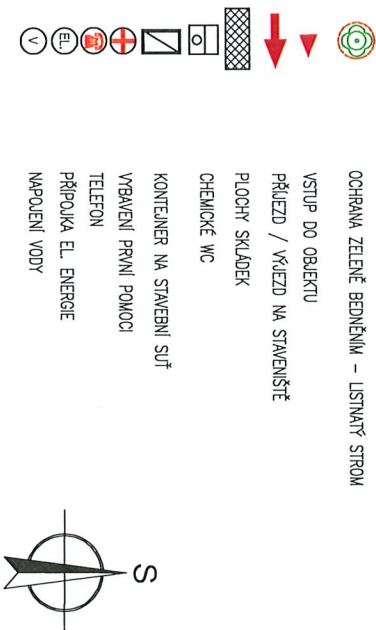 OCHRANA ZELENĚ BEDNĚNÍM – LISTNATÝ STROM
VSTUP DO OBJEKTU
PŘÍJEZD / VÝJEZD NA STAVENIŠTĚ
PLOCHY SKLÁDEK
CHEMICKÉ WC
KONTEJNER NA STAVEBNÍ SUŤ
VYBAVENÍ PRVNÍ POMOCI
TELEFON
EL. PŘÍPOJKA EL. ENERGIE
V NAPOJENÍ VODY
S